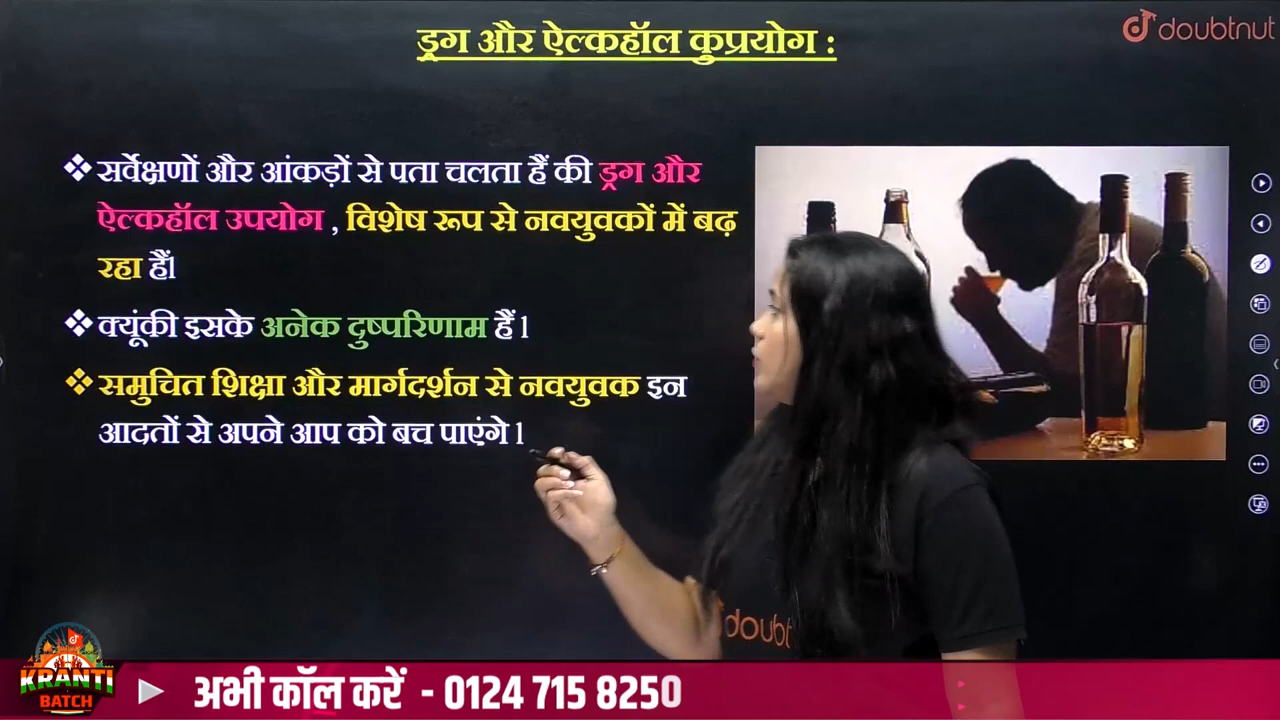 ड्रग और ऐल्कहॉल कुप्रयोग :
doubtnut
❖ सर्वेक्षणों और आंकड़ों से पता चलता हैं की ड्रग और
ऐल्कहॉल उपयोग , विशेष रूप से नवयुवकों में बढ़
रहा हैं।
❖ क्यूंकी इसके अनेक दुष्परिणाम हैं l
❖ समुचित शिक्षा और मार्गदर्शन से नवयुवक इन
आदतों से अपने आप को बच पाएंगे l
doubt
KRANTI
BATCH
अभी कॉल करें - 0124 715 8250